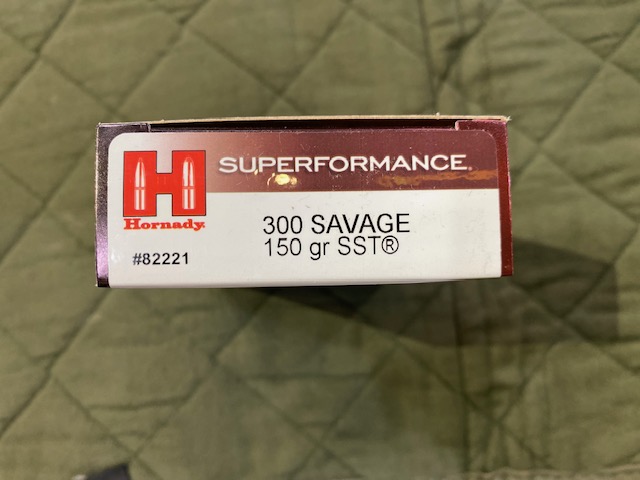 SUPERFORMANCE®
H
Hornady®
300 SAVAGE
150 gr SST®
#82221